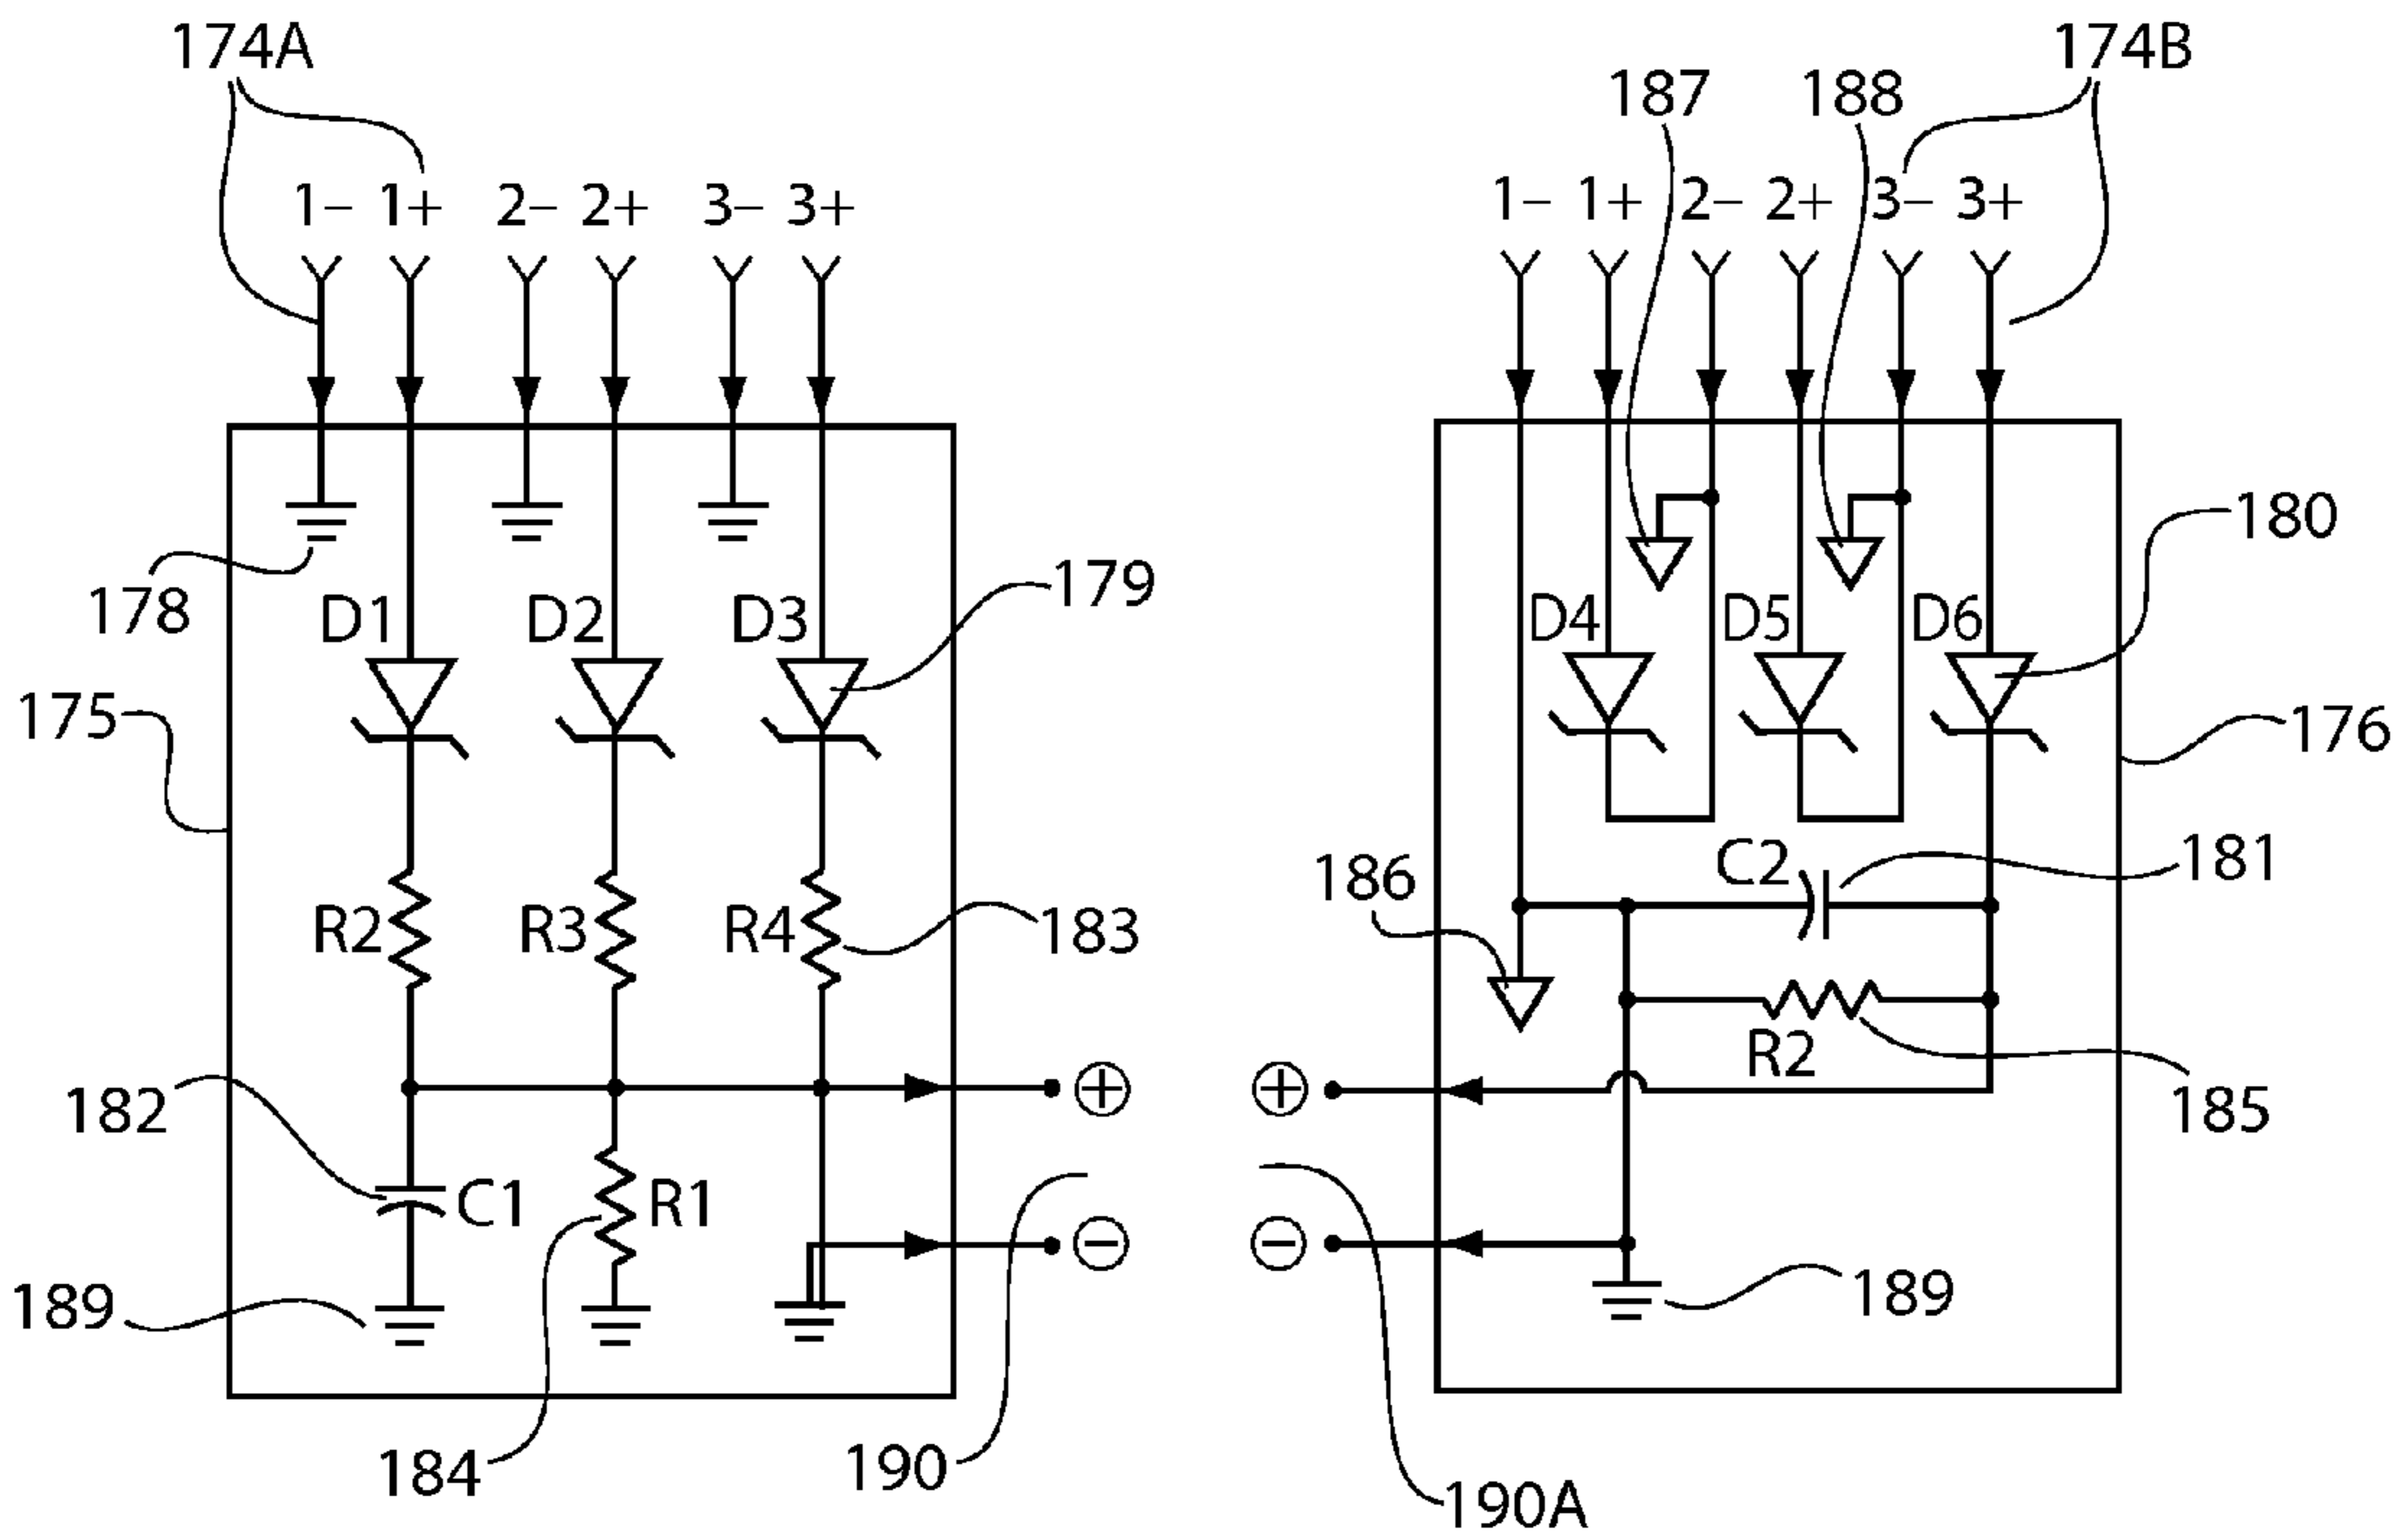 174A
174B
187
188
1– 1+ 2– 2+ 3– 3+
1– 1+ 2– 2+ 3– 3+
180
178
D1
D2
D3
179
D4
D5
D6
175
176
R2
R3
R4
183
186
C2
181
R2
185
182
+
+
C1
R1
–
–
189
189
184
190
190A